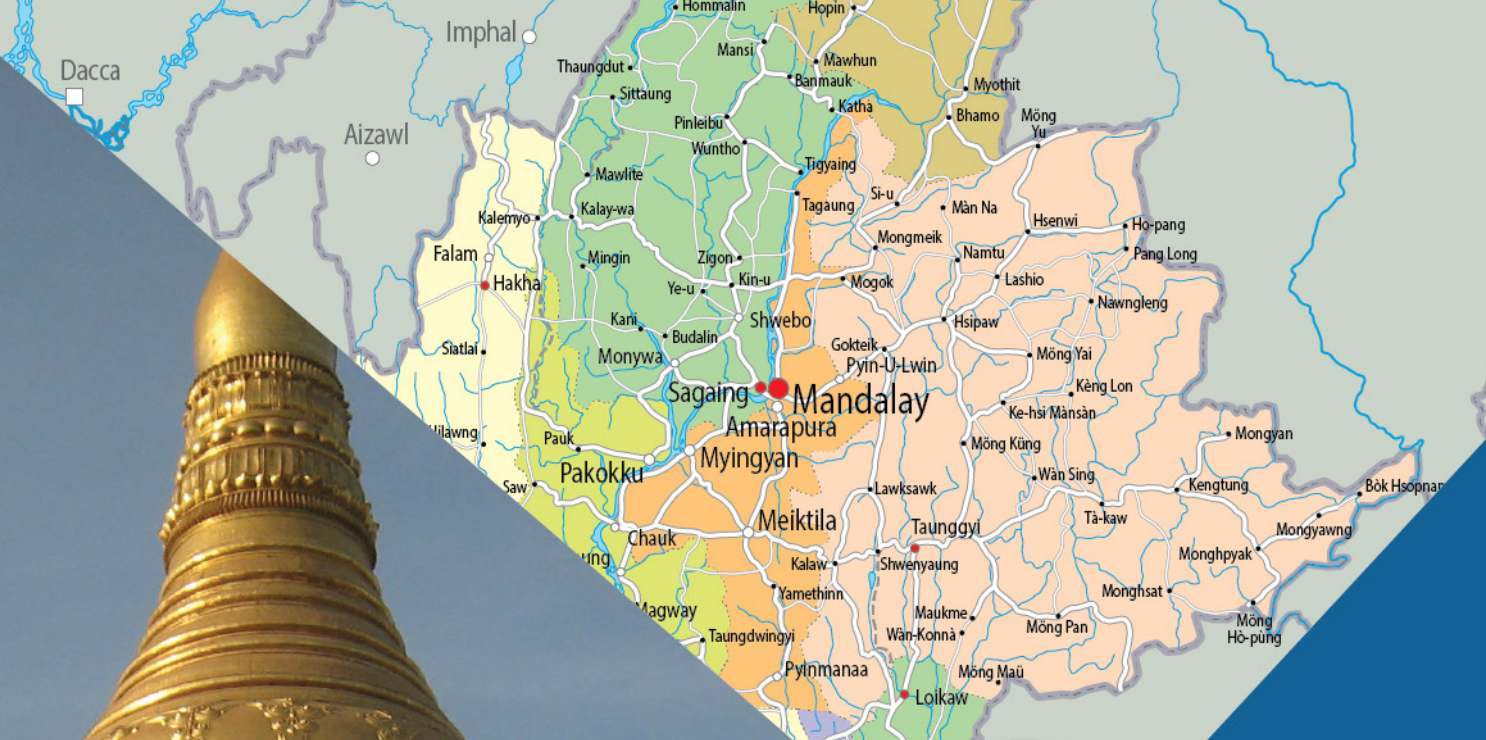 Hommalin
Hopin
Imphal
Mansi
Thaungdut
Mawhun
Dacca
Banmauk
Myothit
Sittaung
Katha
Bhamo
Möng
Yu
Pinleibu
Aizawl
Wuntho
Tigyaing
Mawlite
Si-u
Tagaung
Màn Na
Kalemyo
Kalay-wa
Hsenwi
Ho-pang
Mongmeik
Falam
Mingin
Zigon
Namtu
Pang Long
Hakha
Ye-u
Kin-u
Mogok
Lashio
Nawngleng
Kani
Shwebo
Hsipaw
Budalin
Siatlai
Monywa
Gokteik
Möng Yai
Pyin-U-Lwin
Sagaing
Mandalay
Kèng Lon
Ke-hsi Mànsàn
Amarapura
Pauk
Möng Küng
Mongyan
Myingyan
Pakokku
Wàn Sing
Saw
Lawksawk
Kengtung
Bòk Hsopnar
Meiktila
Taunggyi
Tà-kaw
Mongyawng
Chauk
Kalaw
Shwenyaung
Monghpyak
Yamethinn
Monghsat
Magway
Maukme
Möng Pan
Möng
Hò-pùng
Taungdwingyi
Wàn-Konnà
Pyinmanaa
Möng Maü
Loikaw